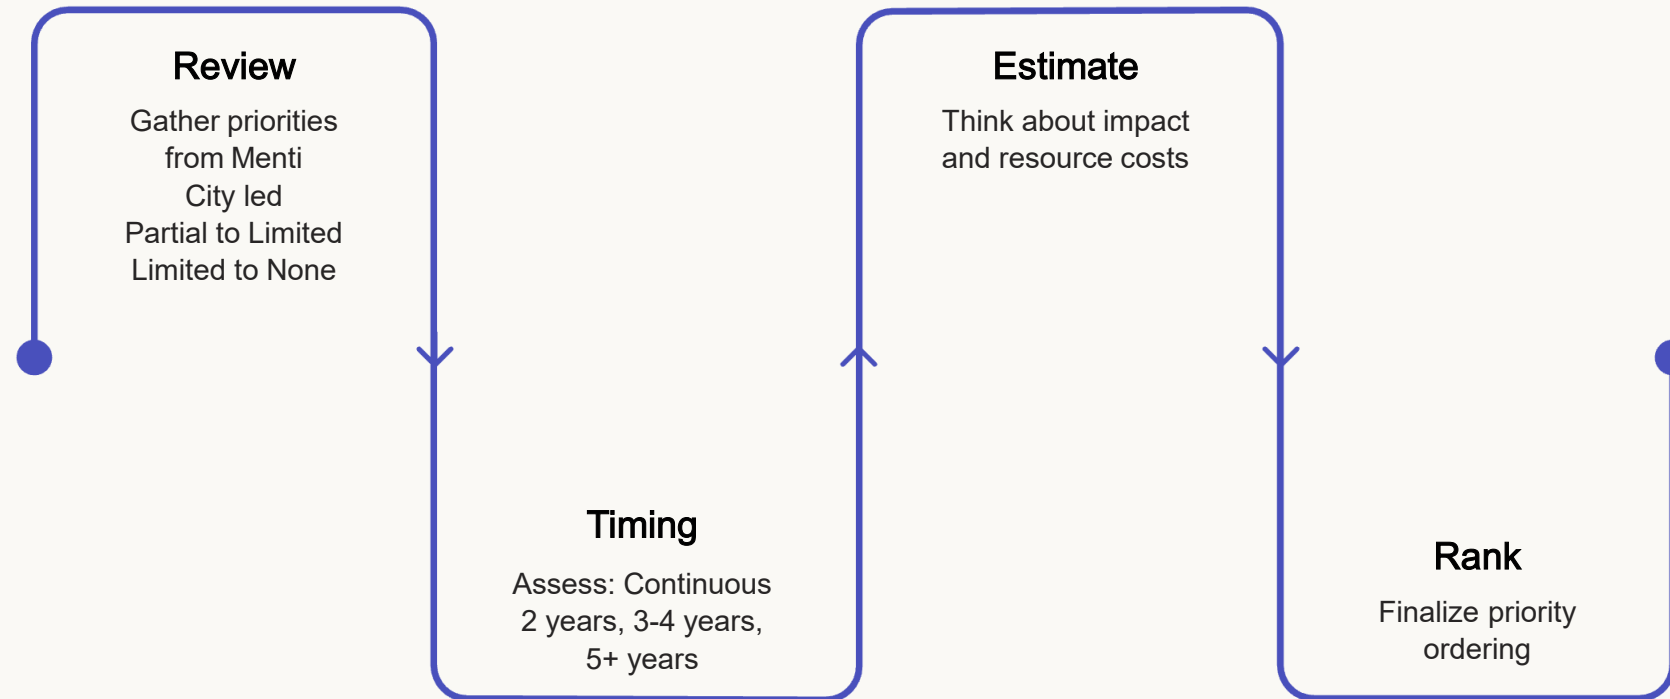 Review
Gather priorities
from Menti
City led
Partial to Limited
Limited to None
Timing
Assess: Continuous
2 years, 3-4 years,
5+ years
Estimate
Think about impact
and resource costs
Rank
Finalize priority
ordering